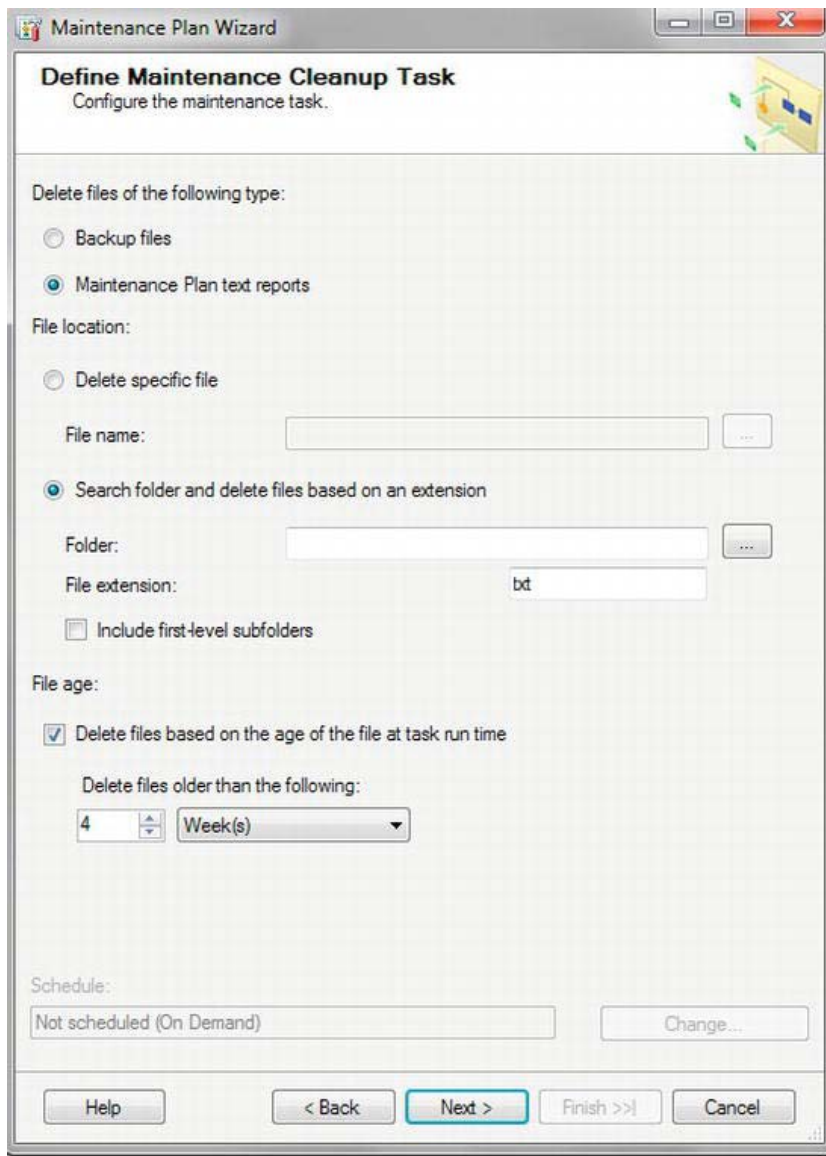 Maintenance Plan Wizard
Define Maintenance Cleanup Task
Configure the maintenance task.
Delete files of the following type:
Backup files
Maintenance Plan text reports
File location:
Delete specific file
File name:
...
Search folder and delete files based on an extension
Folder:
...
File extension:
txt
Include first-level subfolders
File age:
Delete files based on the age of the file at task run time
Delete files older than the following:
4 Week(s)
Schedule:
Not scheduled (On Demand)
Change...
Help < Back Next > Finish >>| Cancel